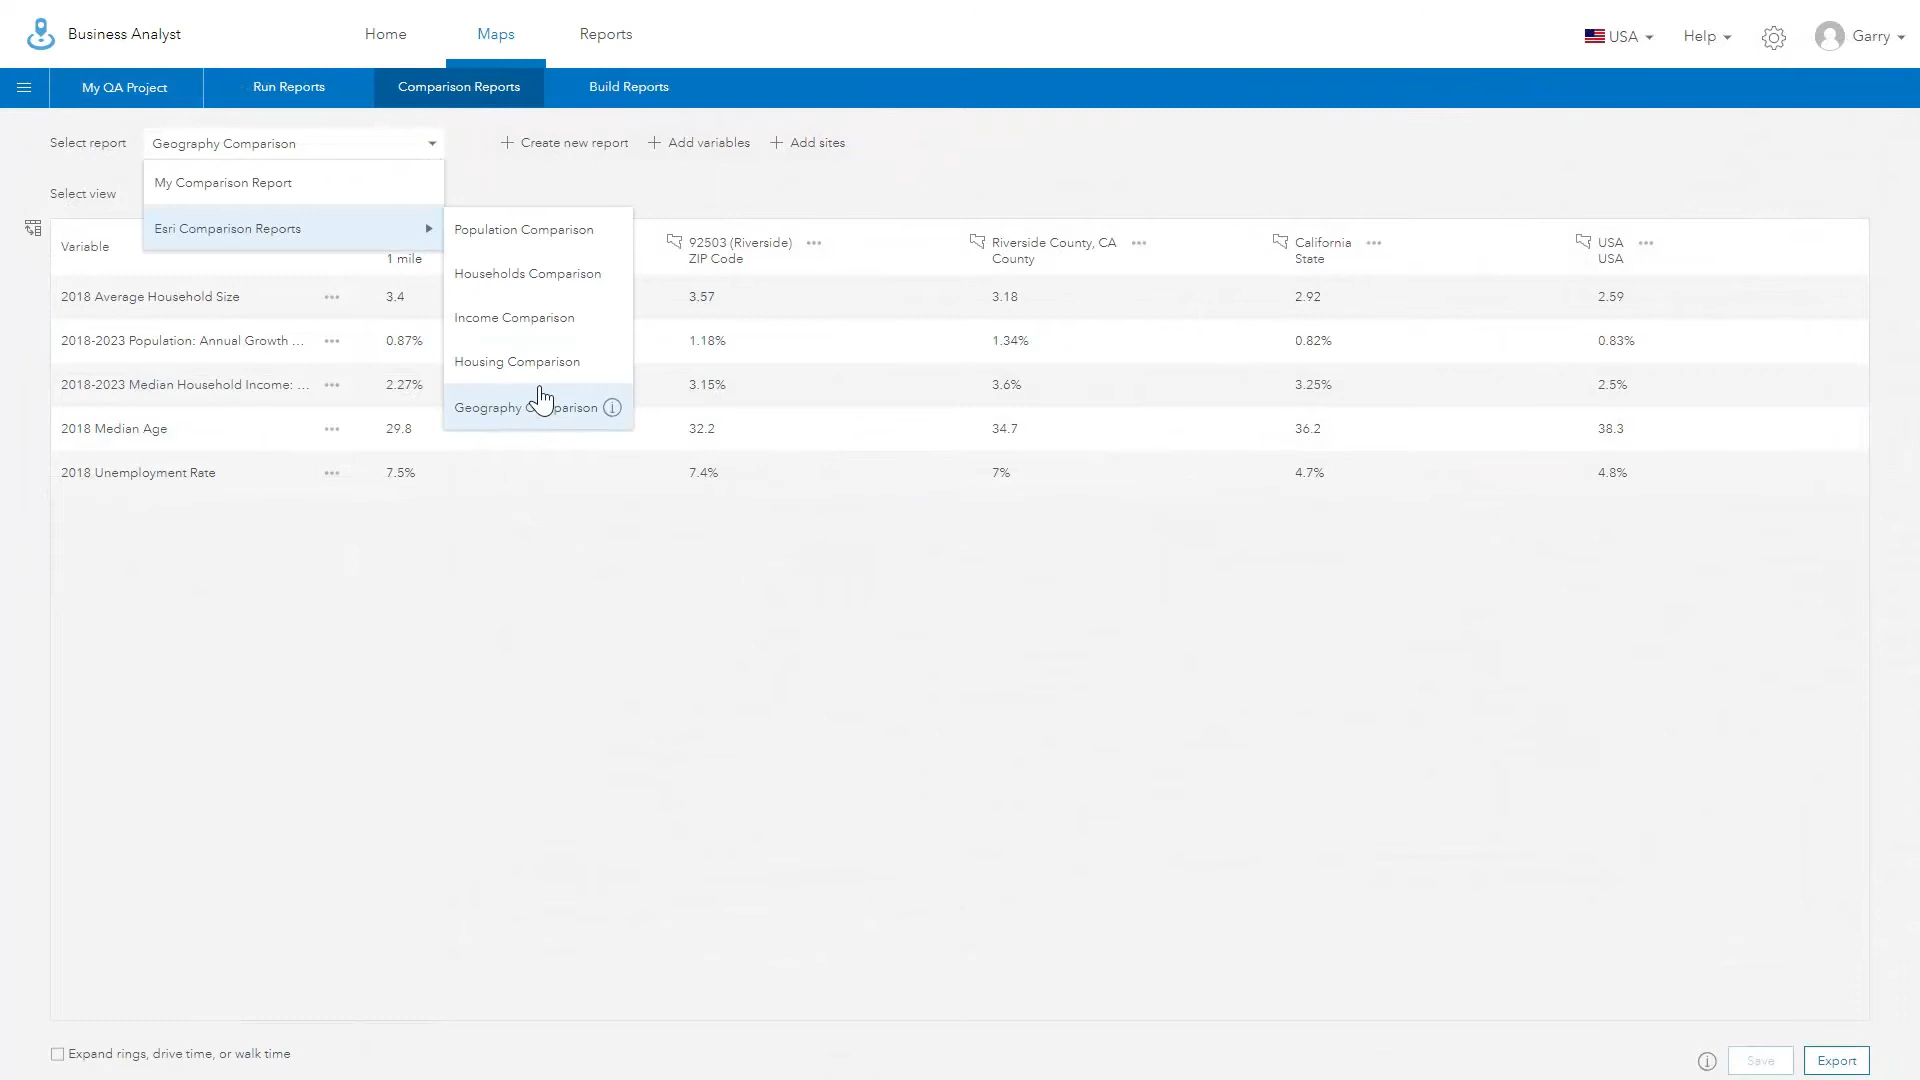 Business Analyst
Home
Maps
Reports
USA
Help
Garry
My QA Project
Run Reports
Comparison Reports
Build Reports
Select report
Geography Comparison
Create new report
Add variables
Add sites
My Comparison Report
Select view
Esri Comparison Reports
Population Comparison
Households Comparison
Income Comparison
Housing Comparison
Geography
Variable
1 mile
92503 (Riverside)
ZIP Code
Riverside County, CA
County
California
State
USA
USA
2018 Average Household Size
3.4
3.57
3.18
2.92
2.59
2018-2023 Population: Annual Growth ...
0.87%
1.18%
1.34%
0.82%
0.83%
2018-2023 Median Household Income: ...
2.27%
3.15%
3.6%
3.25%
2.5%
2018 Median Age
29.8
32.2
34.7
36.2
38.3
2018 Unemployment Rate
7.5%
7.4%
7%
4.7%
4.8%
Expand rings, drive time, or walk time
Save
Export